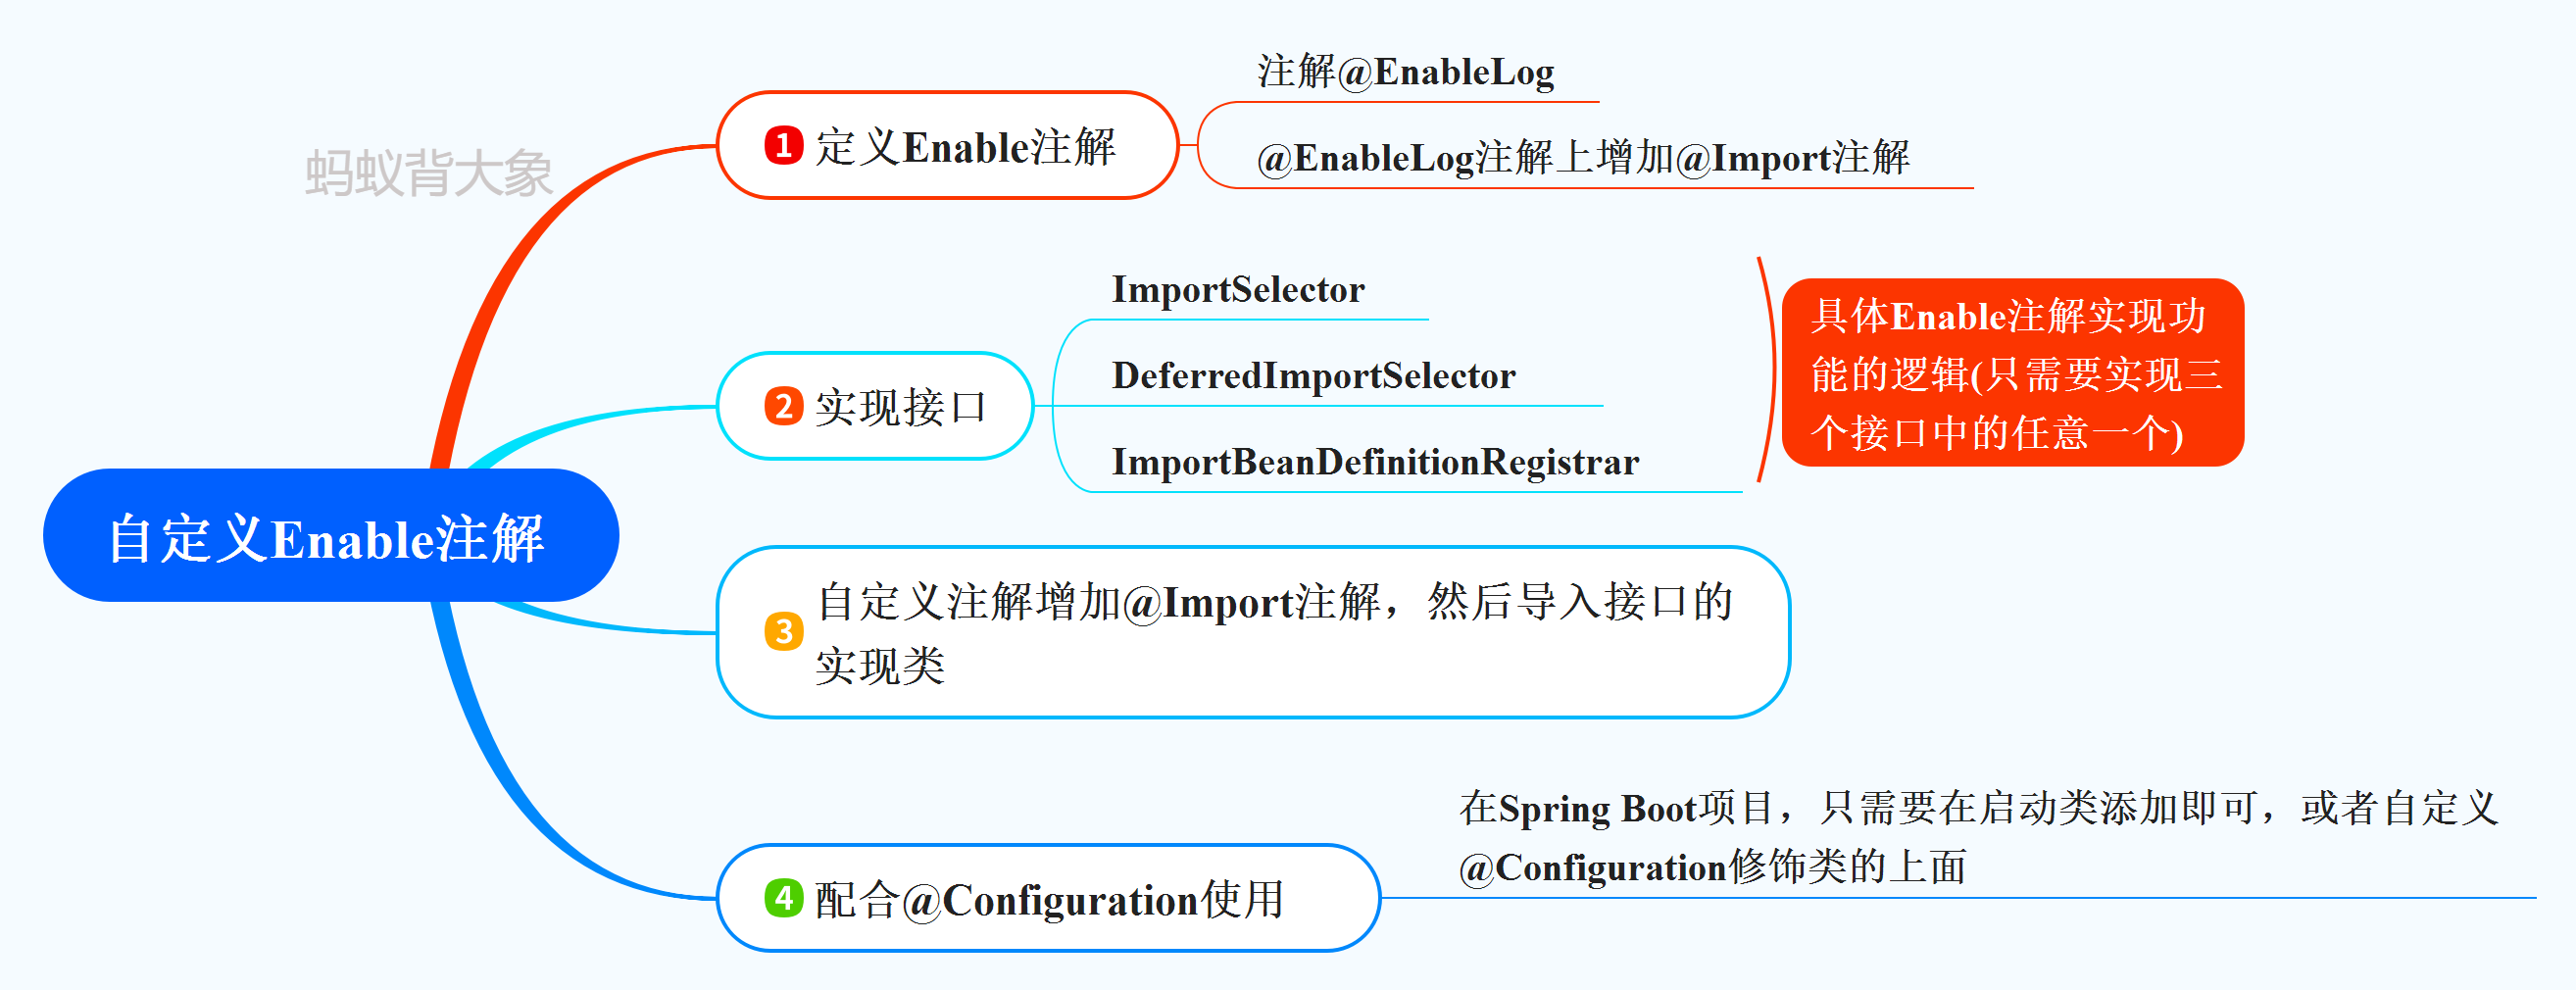 蚂蚁背大象
自定义Enable注解
1 定义Enable注解
注解@EnableLog
@EnableLog注解上增加@Import注解
2 实现接口
ImportSelector
DeferredImportSelector
ImportBeanDefinitionRegistrar
具体Enable注解实现功
能的逻辑(只需要实现三
个接口中的任意一个)
3 自定义注解增加@Import注解，然后导入接口的
实现类
4 配合@Configuration使用
在Spring Boot项目，只需要在启动类添加即可，或者自定义
@Configuration修饰类的上面